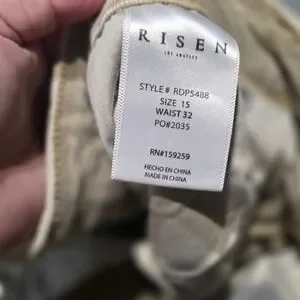 RISEN
LOS ANGELES
STYLE# RDP5488
SIZE 15
WAIST 32
PO#2035
RN#159259
HECHO EN CHINA
MADE IN CHINA